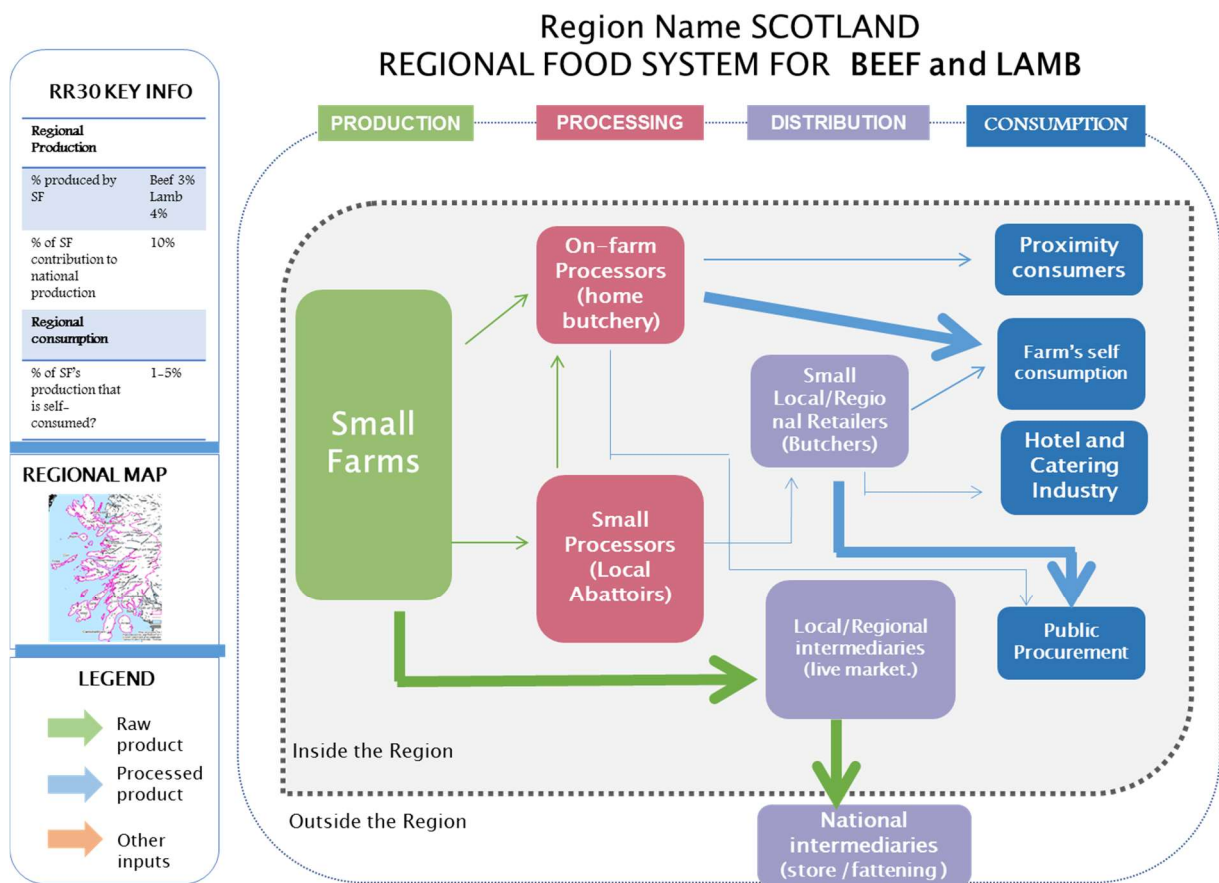 Region Name SCOTLAND
REGIONAL FOOD SYSTEM FOR BEEF and LAMB
RR30 KEY INFO
Regional
Production
% produced by
SF
Beef 3%
Lamb
4%
% of SF
contribution to
national
production
10%
Regional
consumption
% of SF's
production that
is self-
consumed?
1-5%
REGIONAL MAP
LEGEND
Raw
product
Processed
product
Other
inputs
PRODUCTION
PROCESSING
DISTRIBUTION
CONSUMPTION
Small
Farms
On-farm
Processors
(home
butchery)
Small
Processors
(Local
Abattoirs)
Small
Local/Regio
nal Retailers
(Butchers)
Local/Regional
intermediaries
(live market.)
Proximity
consumers
Farm's self
consumption
Hotel and
Catering
Industry
Public
Procurement
Inside the Region
Outside the Region
National
intermediaries
(store /fattening )